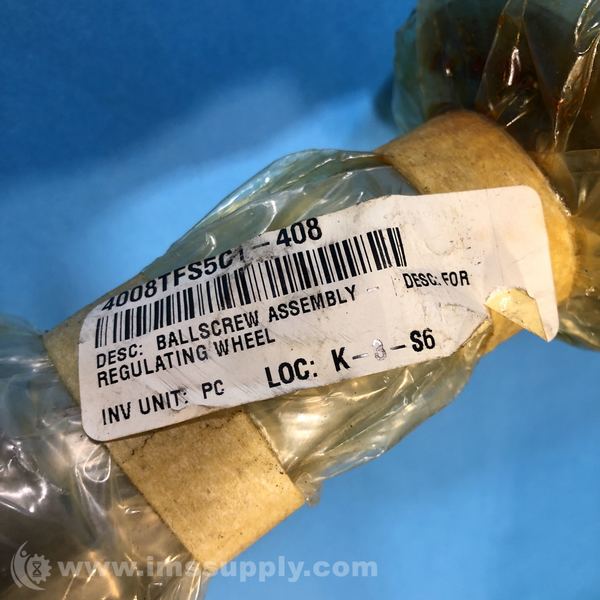 4008TFS5C1-408
DESC: BALLSCREW ASSEMBLY - DESC: FOR
REGULATING WHEEL
INV UNIT: PC LOC: K-3-S6
www.imssupply.com